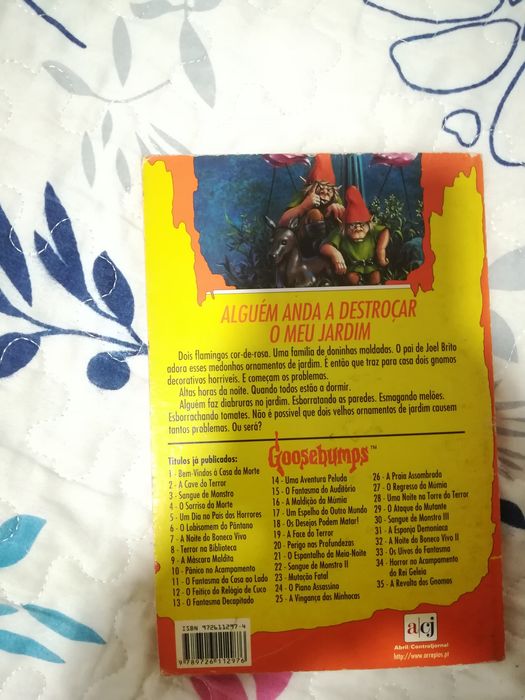 ALGUÉM ANDA A DESTROÇAR
O MEU JARDIM
Dois flamingos cor-de-rosa. Uma família de doninhas moldadas. O pai de Joel Brito
adora esses medonhos ornamentos de jardim. E então que traz para casa dois gnomos
decorativos horríveis. E começam os problemas.
Altas horas da noite. Quando todos estão a dormir.
Alguém faz diabruras no jardim. Esborratando as paredes. Esmagando melões.
Esborrachando tomates. Não é possível que dois velhos ornamentos de jardim causem
tantos problemas. Ou será?
Goosebumps™
Títulos já publicados:
1 - Bem-Vindos à Casa da Morte
2 - A Cave do Terror
3 - Sangue de Monstro
4 - O Sorriso da Morte
5 - Um Dia no País dos Horrores
6 - O Lobisomem do Pântano
7 - A Noite do Boneco Vivo
8 - Terror na Biblioteca
9 - A Máscara Maldita
10 - Pânico no Acampamento
11 - O Fantasma da Casa ao Lado
12 - O Feitiço do Relógio de Cuco
13 - O Fantasma Decapitado
14 - Uma Aventura Peluda
15 - O Fantasma do Auditório
16 - A Maldição da Múmia
17 - Um Espelho do Outro Mundo
18 - Os Desejos Podem Matar!
19 - A Face do Terror
20 - Perigo nas Profundezas
21 - O Espantalho da Meia-Noite
22 - Sangue de Monstro II
23 - Mutação Fatal
24 - O Piano Assassino
25 - A Vingança das Minhocas
26 - A Praia Assombrada
27 - O Regresso da Múmia
28 - Uma Noite na Torre do Terror
29 - O Ataque do Mutante
30 - Sangue de Monstro III
31 - A Esponja Demoníaca
32 - A Noite do Boneco Vivo II
33 - Os Uivos do Fantasma
34 - Horror no Acampamento
do Rei Geleia
35 - A Revolta dos Gnomos
ISBN 972611297-4
9 789726 112976
acj
Abril/Controljornal
http://www.arrepios.pt